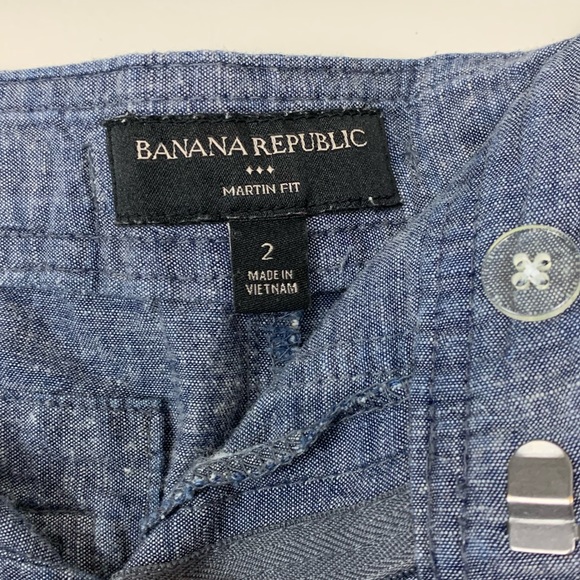 BANANA REPUBLIC
MARTIN FIT
2
MADE IN
VIETNAM